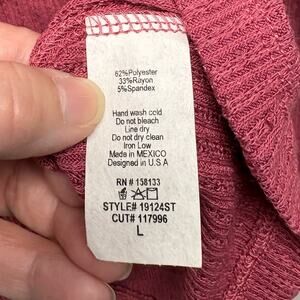 62%Polyester
33%Rayon
5%Spandex
Hand wash cold
Do not bleach
Line dry
Do not dry clean
Iron Low
Made in MEXICO
Designed in U.S.A
RN # 158133
STYLE# 19124ST
CUT# 117996
L